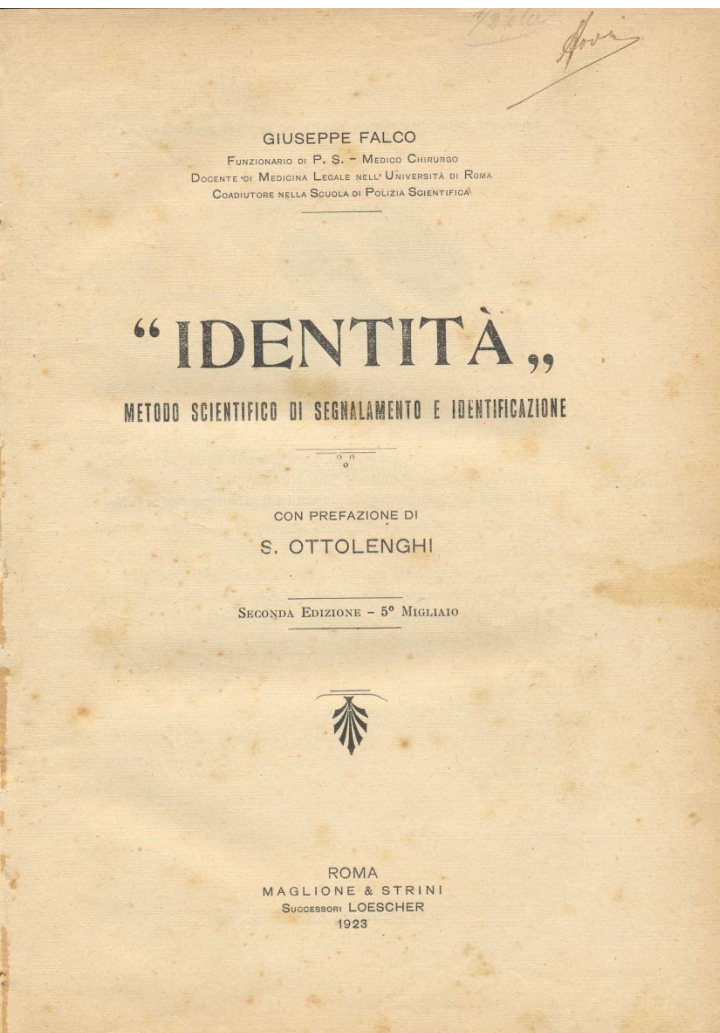 GIUSEPPE FALCO
FUNZIONARIO DI P. S. - MEDICO CHIRURGO
DOCENTE DI MEDICINA LEGALE NELL' UNIVERSITÀ DI ROMA
COADIUTORE NELLA SCUOLA DI POLIZIA SCIENTIFICA
“IDENTITÀ„
METODO SCIENTIFICO DI SEGNALAMENTO E IDENTIFICAZIONE
CON PREFAZIONE DI
S. OTTOLENGHI
SECONDA EDIZIONE - 5º MIGLIAIO
ROMA
MAGLIONE & STRINI
SUCCESSORI LOESCHER
1923